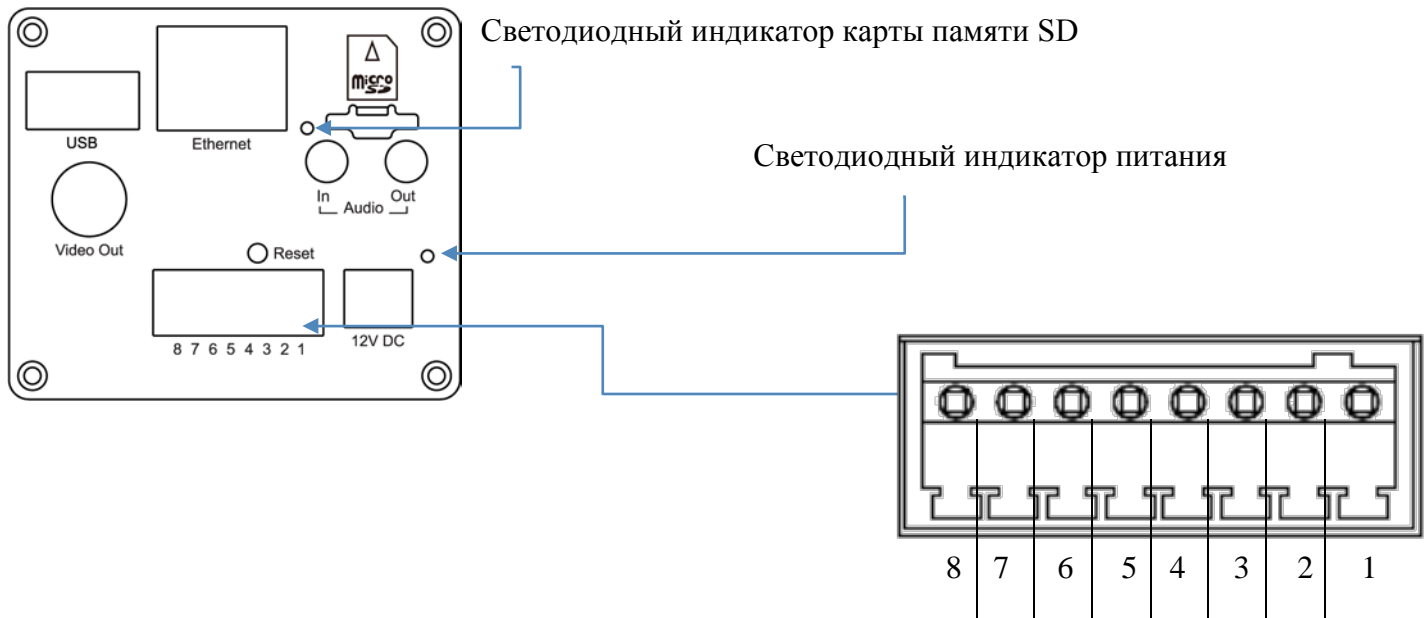 Светодиодный индикатор карты памяти SD
micro
SD
USB
Ethernet
Светодиодный индикатор питания
In Out
Audio
Video Out
Reset
12V DC
8 7 6 5 4 3 2 1
8 7 6 5 4 3 2 1